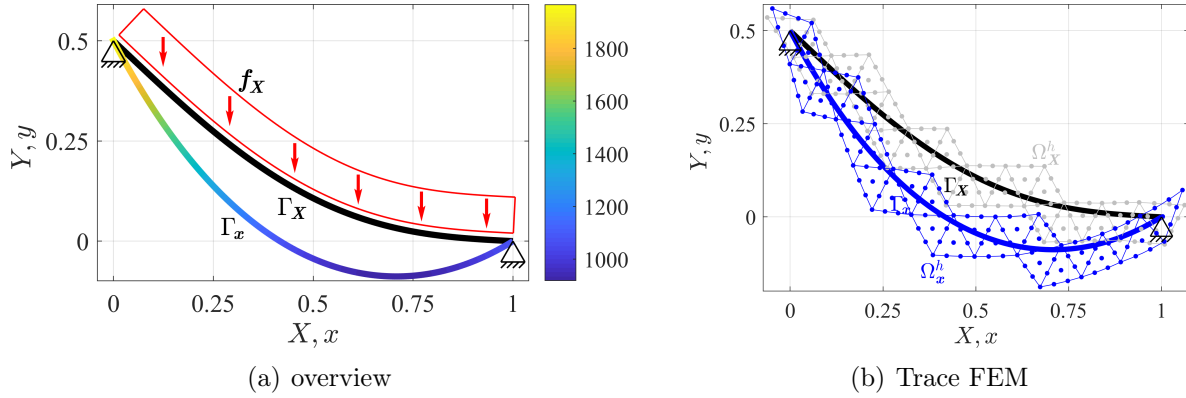 0.5
0.25
0
Y, y
f_X
Γ_X
Γ_x
0
0.25
0.5
0.75
1
X, x
1800
1600
1400
1200
1000
(a) overview
0.5
0.25
0
Y, y
Ω^h_X
Γ_X
Γ_x
Ω^h_x
0
0.25
0.5
0.75
1
X, x
(b) Trace FEM